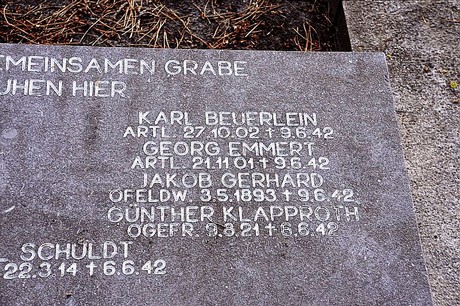 EMEINSAMEN GRABE
UHEN HIER
KARL BEUERLEIN
ARTL. 27.10.02 † 9.6.42
GEORG EMMERT
ARTL. 21.11.01 † 9.6.42
JAKOB GERHARD
OFELDW. 3.5.1893 † 9.6.42
GÜNTHER KLAPPROTH
OGEFR. 9.8.21 † 6.6.42
L SCHULDT
22.3.14 † 6.6.42